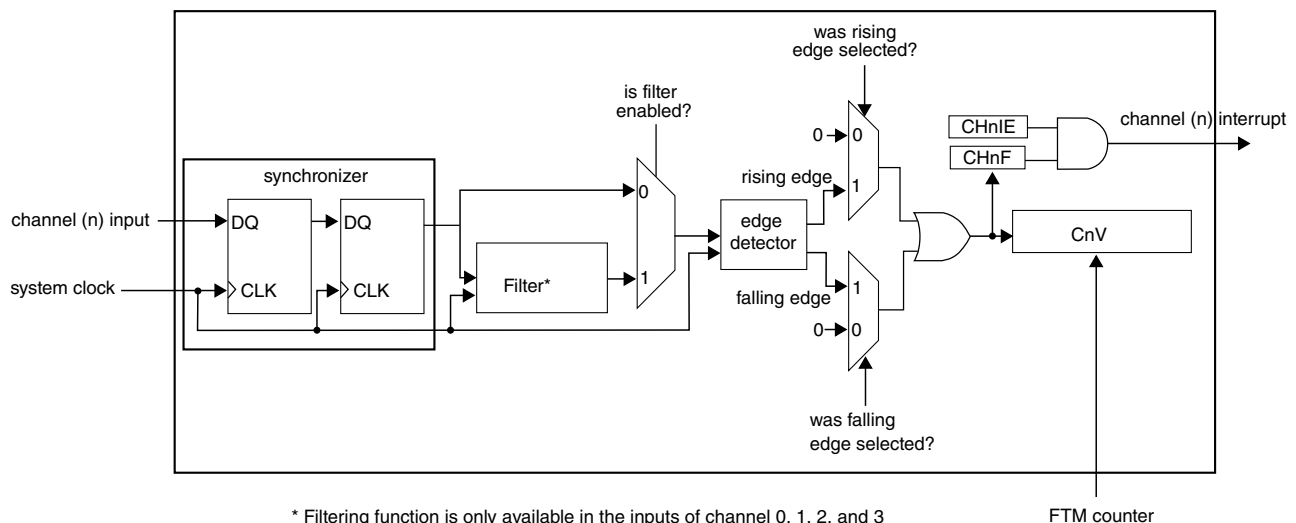 was rising
edge selected?
is filter
enabled?
0
0
CHnIE
channel (n) interrupt
CHnF
synchronizer
rising edge
1
0
channel (n) input
D Q
D Q
edge
detector
CnV
system clock
CLK
CLK
Filter*
1
falling edge
1
0
0
was falling
edge selected?
* Filtering function is only available in the inputs of channel 0, 1, 2, and 3
FTM counter